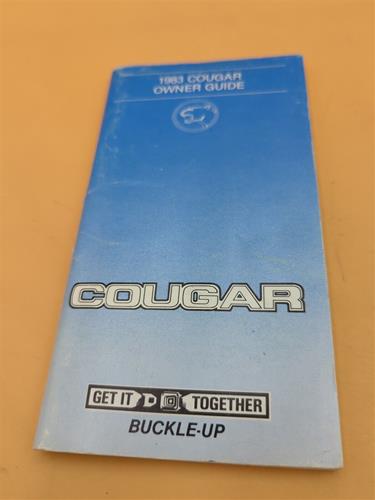 1983 COUGAR
OWNER GUIDE
COUGAR
GET IT TOGETHER
BUCKLE-UP